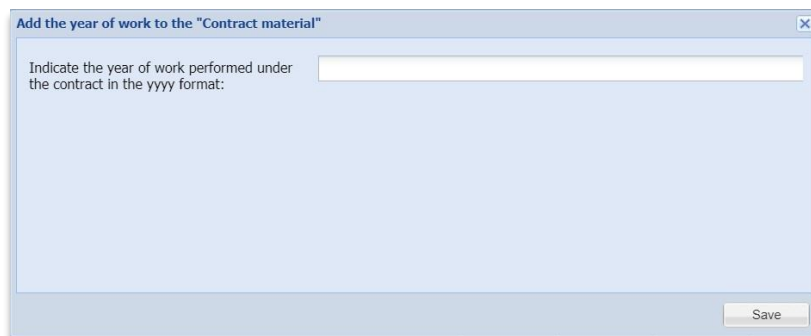 Add the year of work to the "Contract material"
Indicate the year of work performed under
the contract in the yyyy format:
Save